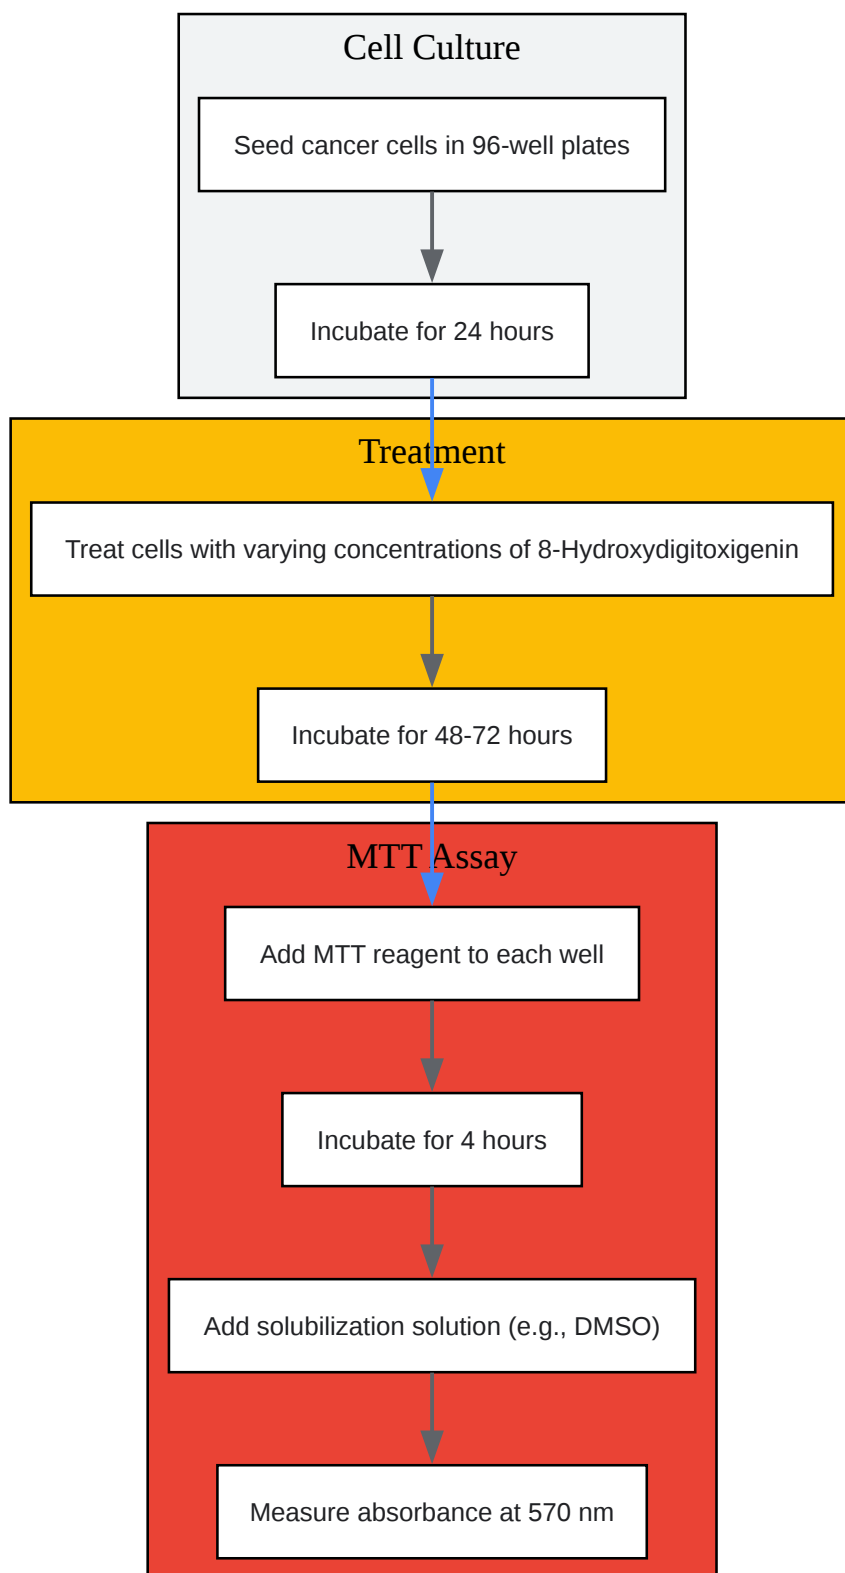 Cell Culture
Seed cancer cells in 96-well plates
Incubate for 24 hours
Treatment
Treat cells with varying concentrations of 8-Hydroxydigitoxigenin
Incubate for 48-72 hours
MTT Assay
Add MTT reagent to each well
Incubate for 4 hours
Add solubilization solution (e.g., DMSO)
Measure absorbance at 570 nm